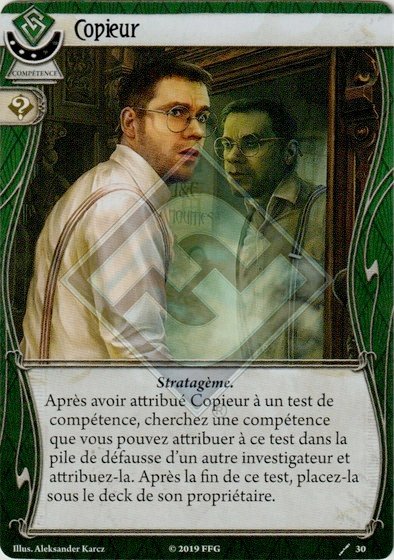 Copieur
COMPÉTENCE
?
Stratagème.
Après avoir attribué Copieur à un test de
compétence, cherchez une compétence
que vous pouvez attribuer à ce test dans la
pile de défausse d'un autre investigateur et
attribuez-la. Après la fin de ce test, placez-la
sous le deck de son propriétaire.
Illus. Aleksander Karcz © 2019 FFG 30